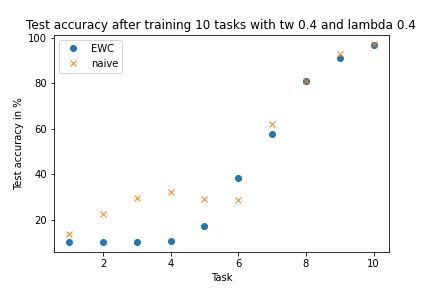 Test accuracy after training 10 tasks with tw 0.4 and lambda 0.4
100
80
60
40
20
Test accuracy in %
EWC
naive
2
4
6
8
10
Task